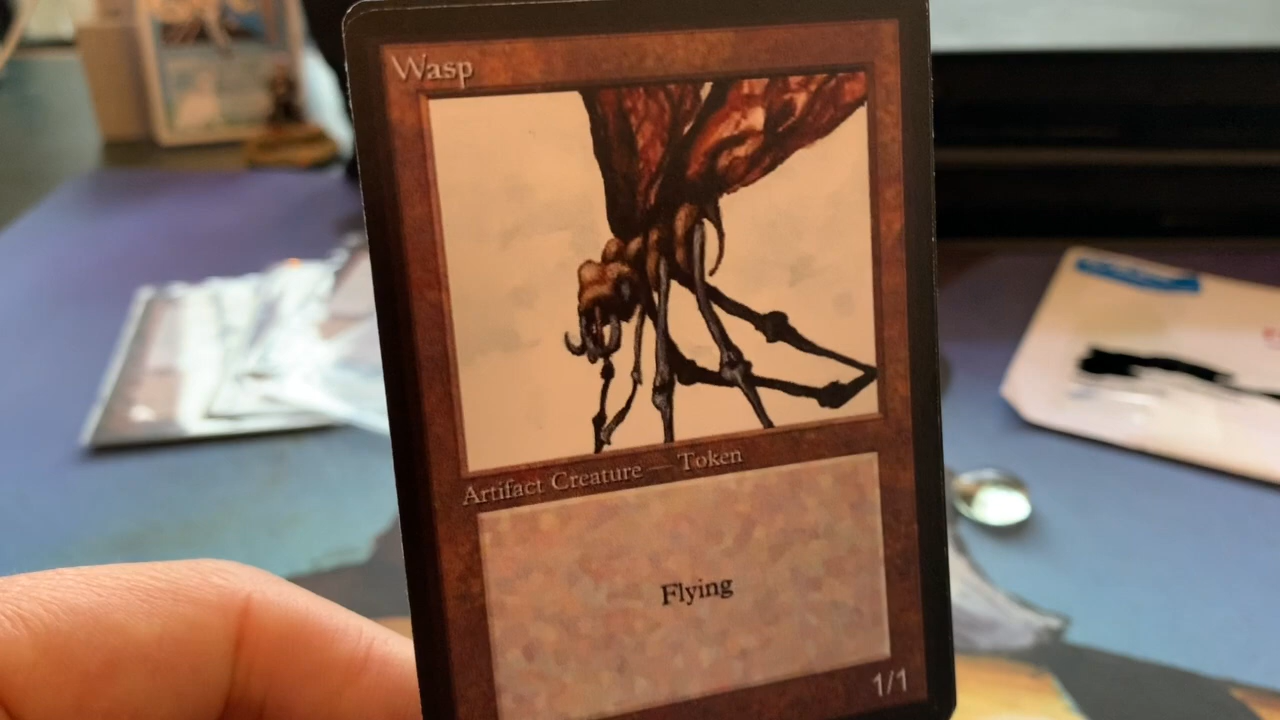 Wasp
Artifact Creature — Token
Flying
1/1